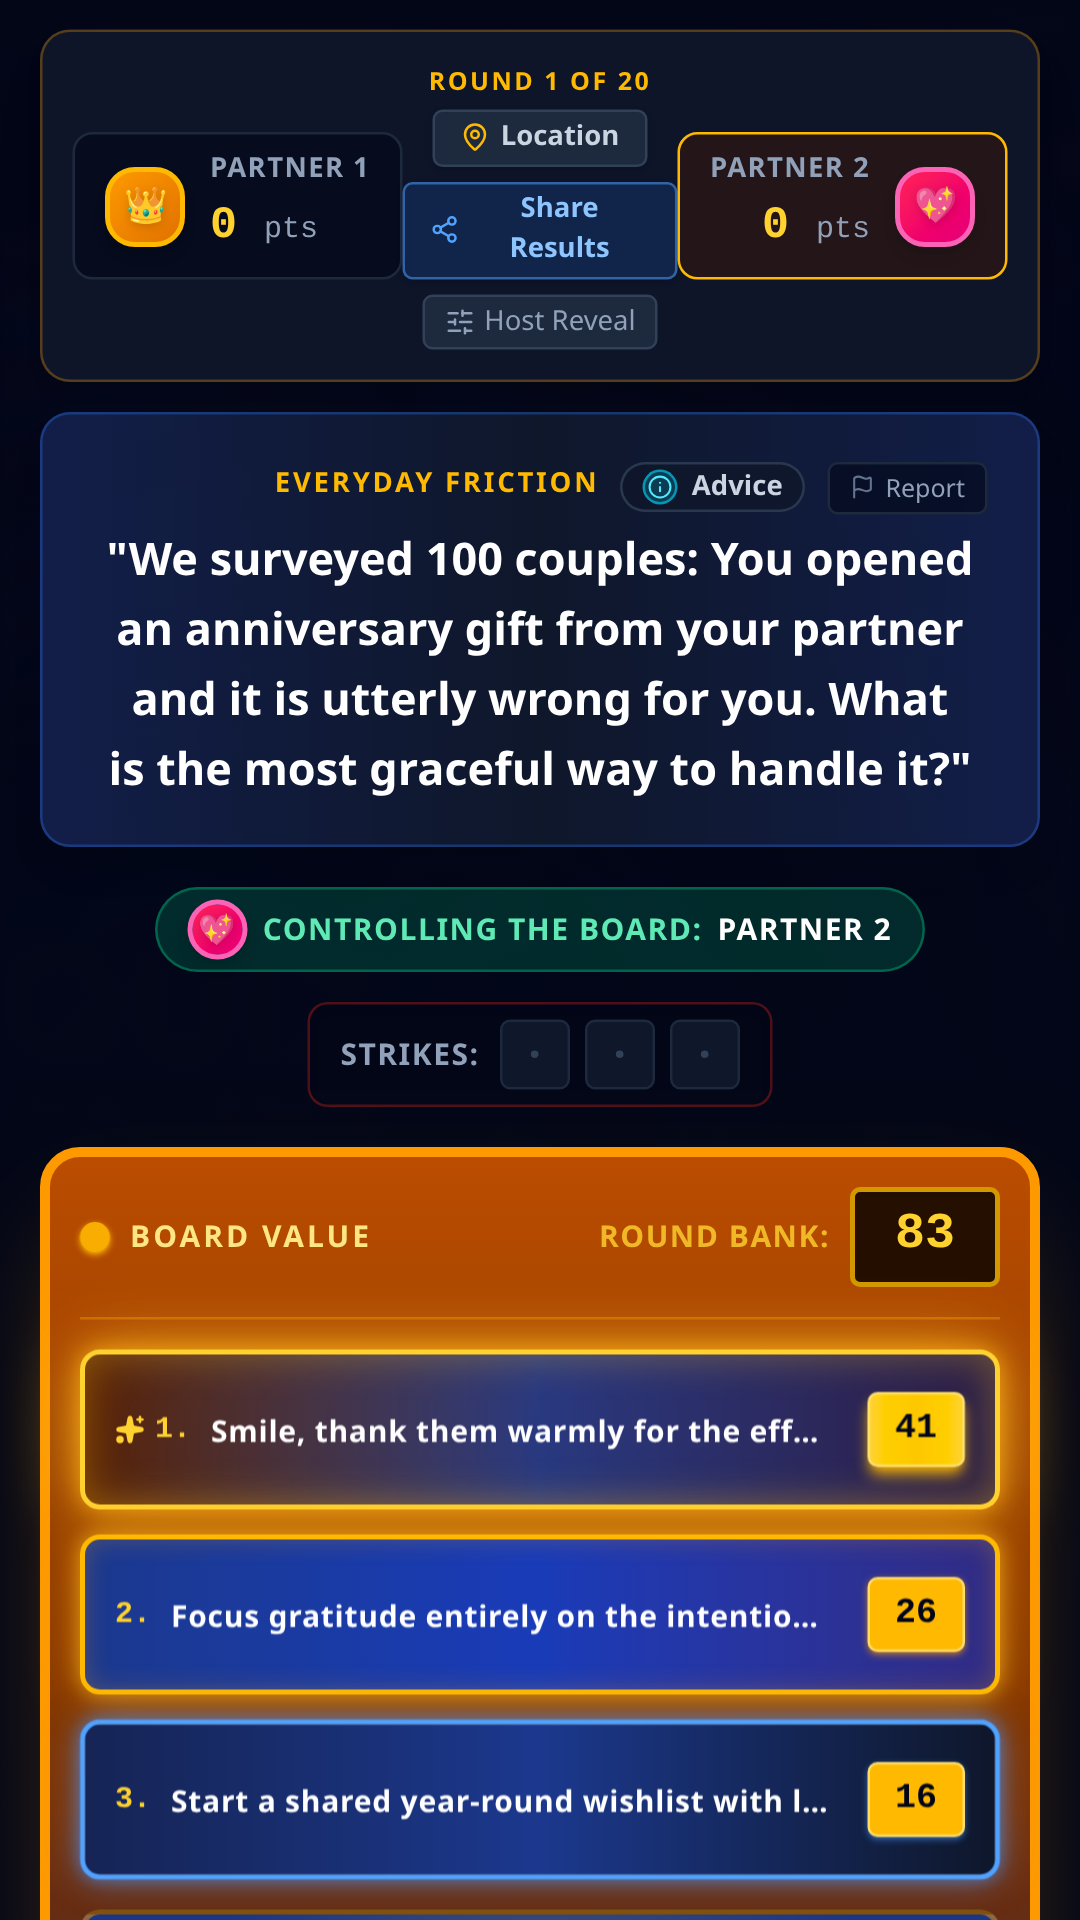 ROUND 1 OF 20
Location
PARTNER 1
0 pts
Share
Results
PARTNER 2
0 pts
Host Reveal
EVERYDAY FRICTION
Advice
Report
"We surveyed 100 couples: You opened
an anniversary gift from your partner
and it is utterly wrong for you. What
is the most graceful way to handle it?"
CONTROLLING THE BOARD: PARTNER 2
STRIKES:
BOARD VALUE
ROUND BANK: 83
1. Smile, thank them warmly for the eff... 41
2. Focus gratitude entirely on the intentio... 26
3. Start a shared year-round wishlist with l... 16